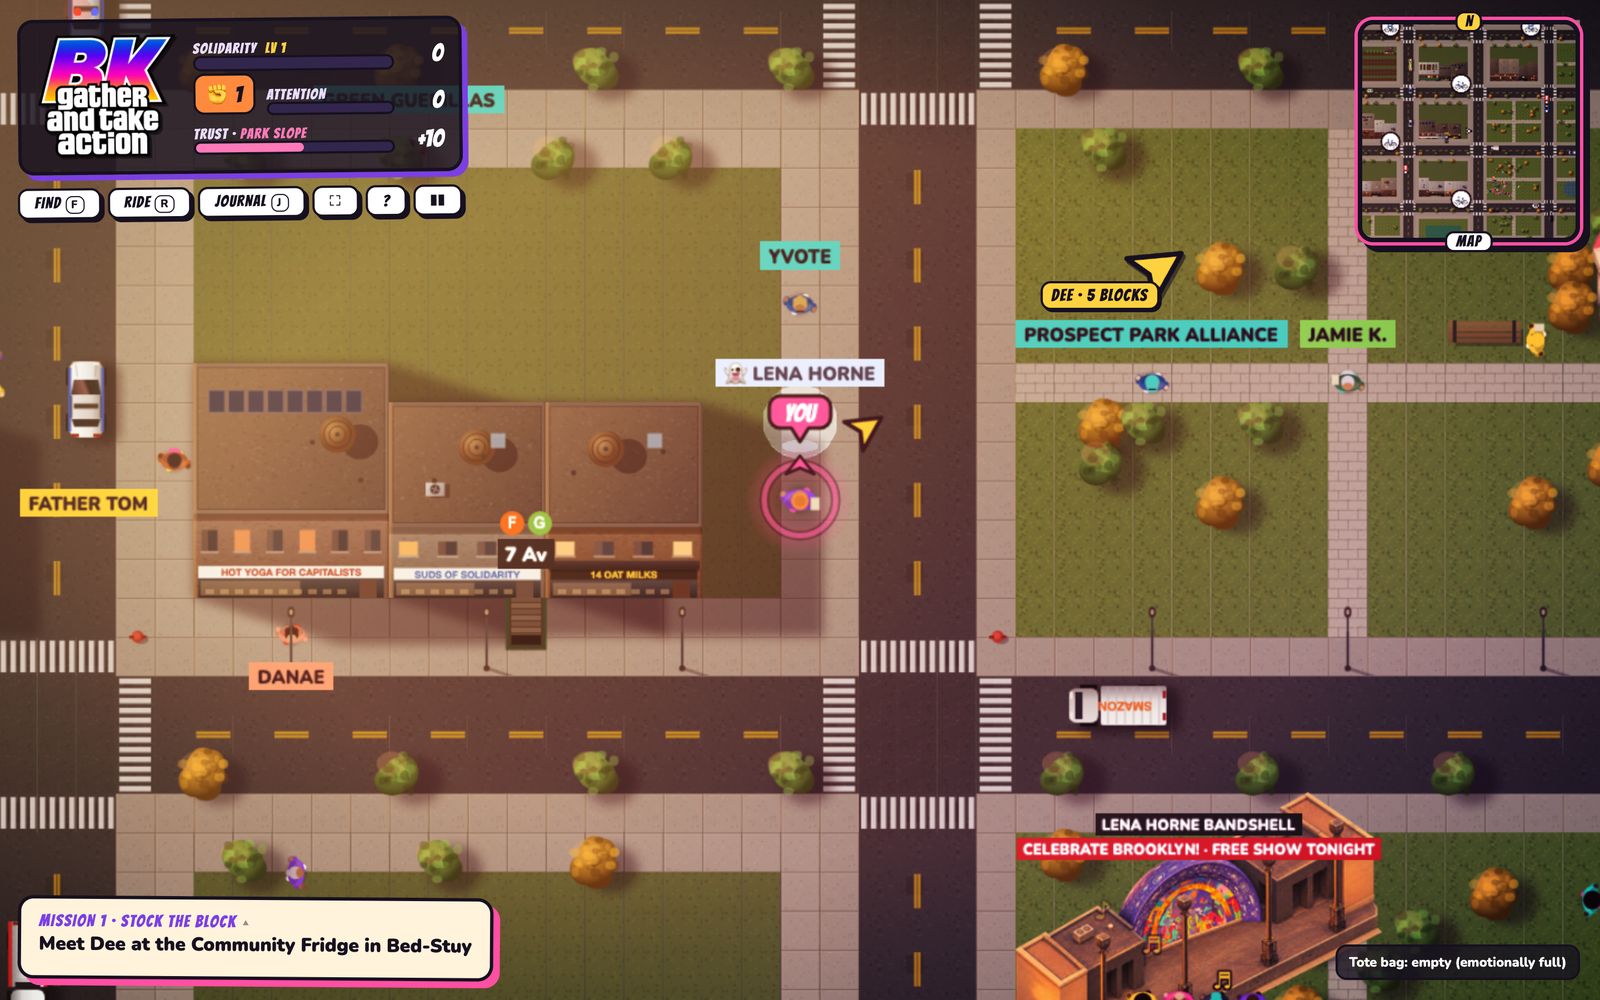 BK
gather
and take
action
SOLIDARITY LV 1
0
1
ATTENTION
0
TRUST · PARK SLOPE
+10
FIND F
RIDE R
JOURNAL J
?
N
MAP
YVOTE
DEE · 5 BLOCKS
PROSPECT PARK ALLIANCE
JAMIE K.
LENA HORNE
YOU
FATHER TOM
F G
7 Av
HOT YOGA FOR CAPITALISTS
SUDS OF SOLIDARITY
14 OAT MILKS
DANAE
SMAZON
LENA HORNE BANDSHELL
CELEBRATE BROOKLYN! · FREE SHOW TONIGHT
MISSION 1 · STOCK THE BLOCK
Meet Dee at the Community Fridge in Bed-Stuy
Tote bag: empty (emotionally full)